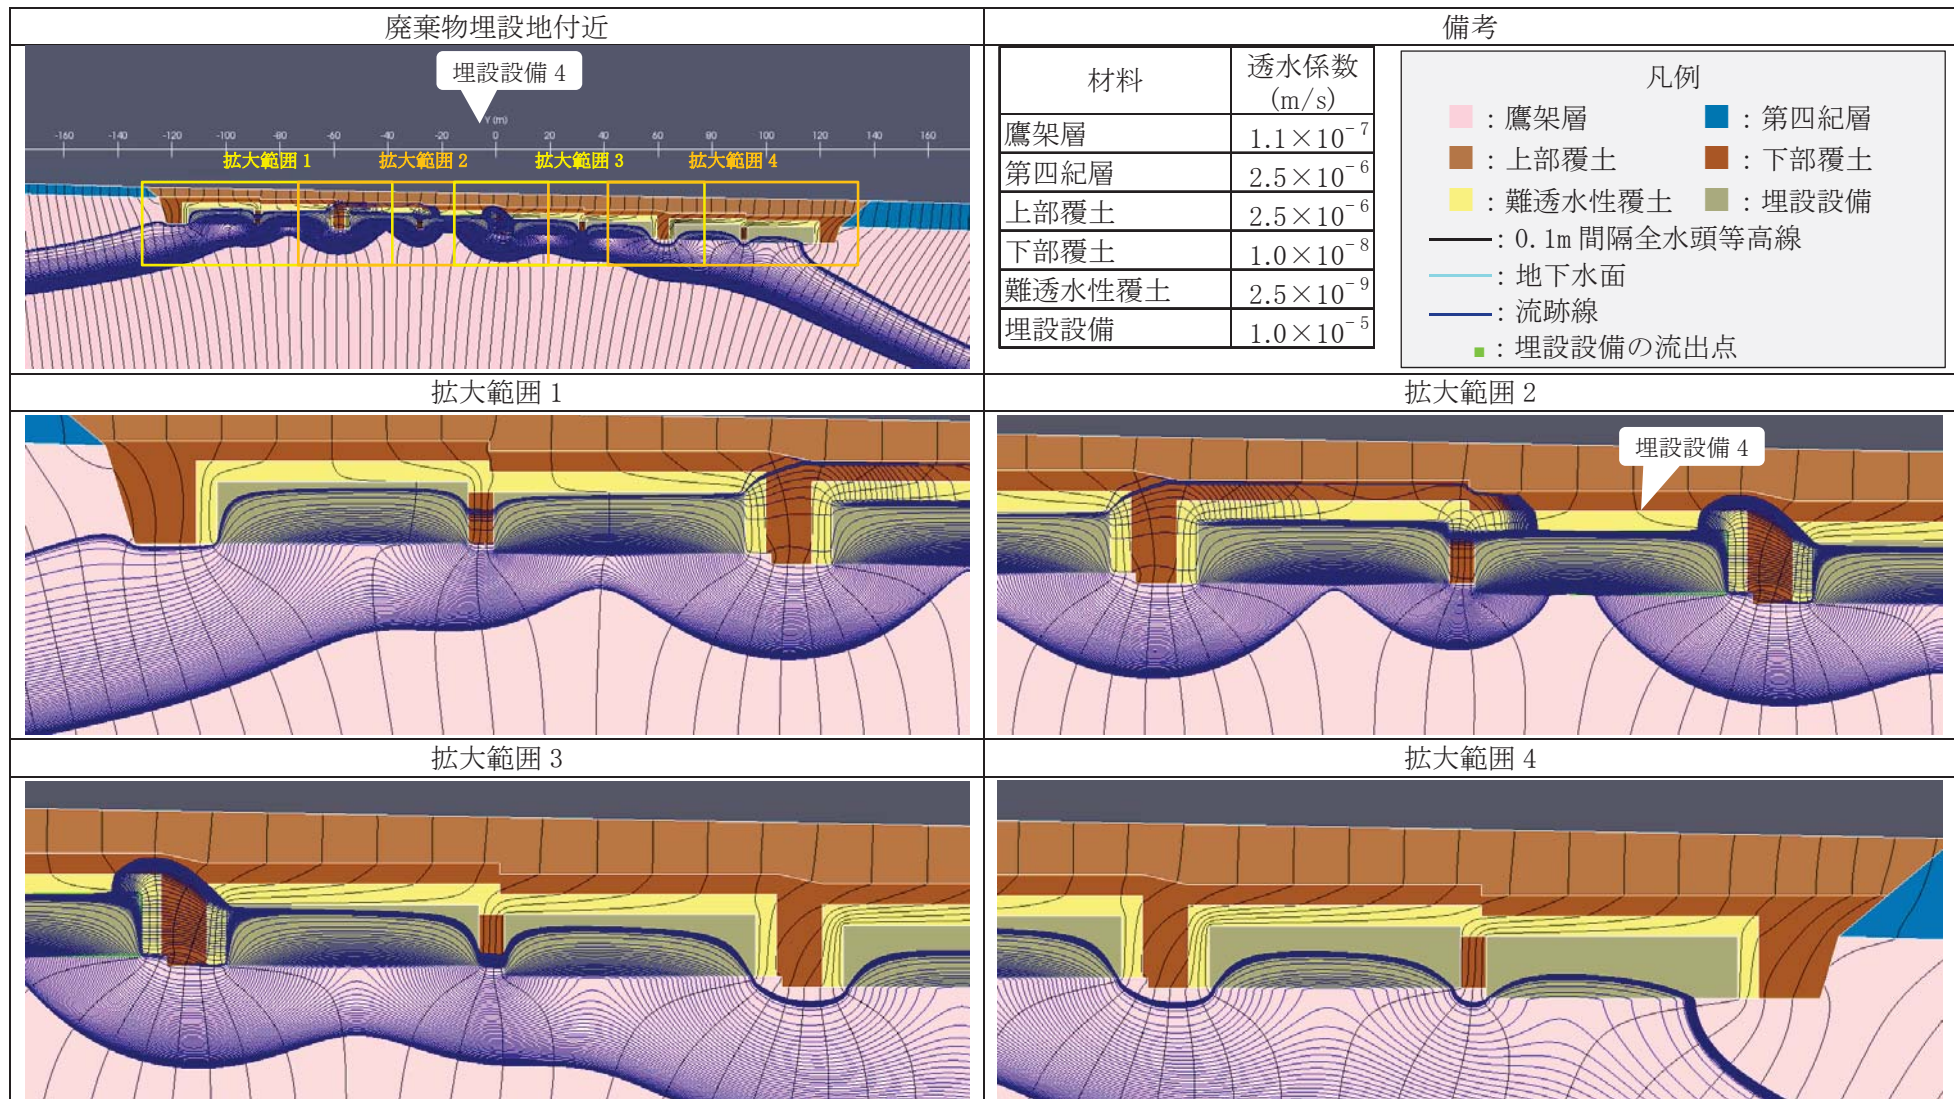 廃棄物埋設地付近
備考
埋設設備 4
Y (m)
-160 -140 -120 -100 -80 -60 -40 -20 0 20 40 60 80 100 120 140 160
拡大範囲 1 拡大範囲 2 拡大範囲 3 拡大範囲 4
材料 透水係数 (m/s)
鷹架層 1.1×10⁻⁷
第四紀層 2.5×10⁻⁶
上部覆土 2.5×10⁻⁶
下部覆土 1.0×10⁻⁸
難透水性覆土 2.5×10⁻⁹
埋設設備 1.0×10⁻⁵
凡例
：鷹架層 ：第四紀層
：上部覆土 ：下部覆土
：難透水性覆土 ：埋設設備
：0.1m 間隔全水頭等高線
：地下水面
：流跡線
：埋設設備の流出点
拡大範囲 1
拡大範囲 2
埋設設備 4
拡大範囲 3
拡大範囲 4